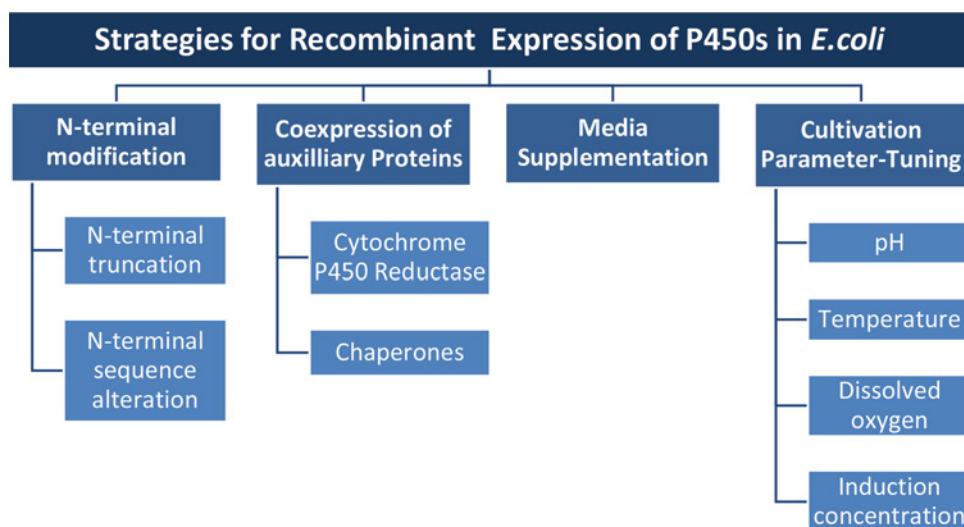 Strategies for Recombinant Expression of P450s in E.coli
N-terminal
modification
N-terminal
truncation
N-terminal
sequence
alteration
Coexpression of
auxilliary Proteins
Cytochrome
P450 Reductase
Chaperones
Media
Supplementation
Cultivation
Parameter-Tuning
pH
Temperature
Dissolved
oxygen
Induction
concentration